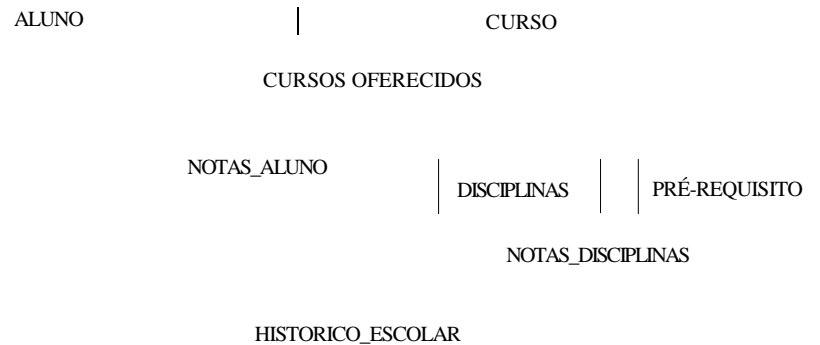 ALUNO CURSO
CURSOS OFERECIDOS
NOTAS_ALUNO
DISCIPLINAS PRÉ-REQUISITO
NOTAS_DISCIPLINAS
HISTORICO_ESCOLAR